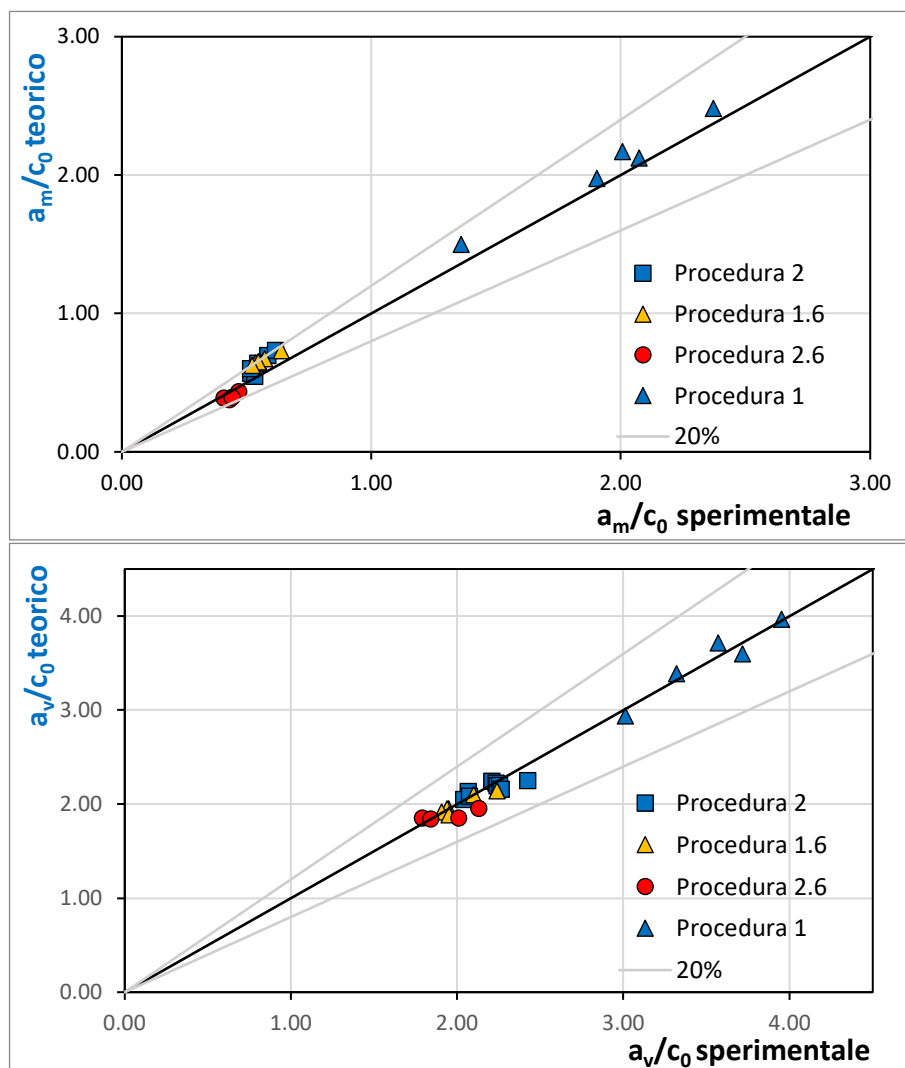 3.00
2.00
1.00
0.00
a_m/c_0 teorico
Procedura 2
Procedura 1.6
Procedura 2.6
Procedura 1
20%
0.00 1.00 2.00 3.00
a_m/c_0 sperimentale
4.00
3.00
2.00
1.00
0.00
a_v/c_0 teorico
Procedura 2
Procedura 1.6
Procedura 2.6
Procedura 1
20%
0.00 1.00 2.00 3.00 4.00
a_v/c_0 sperimentale